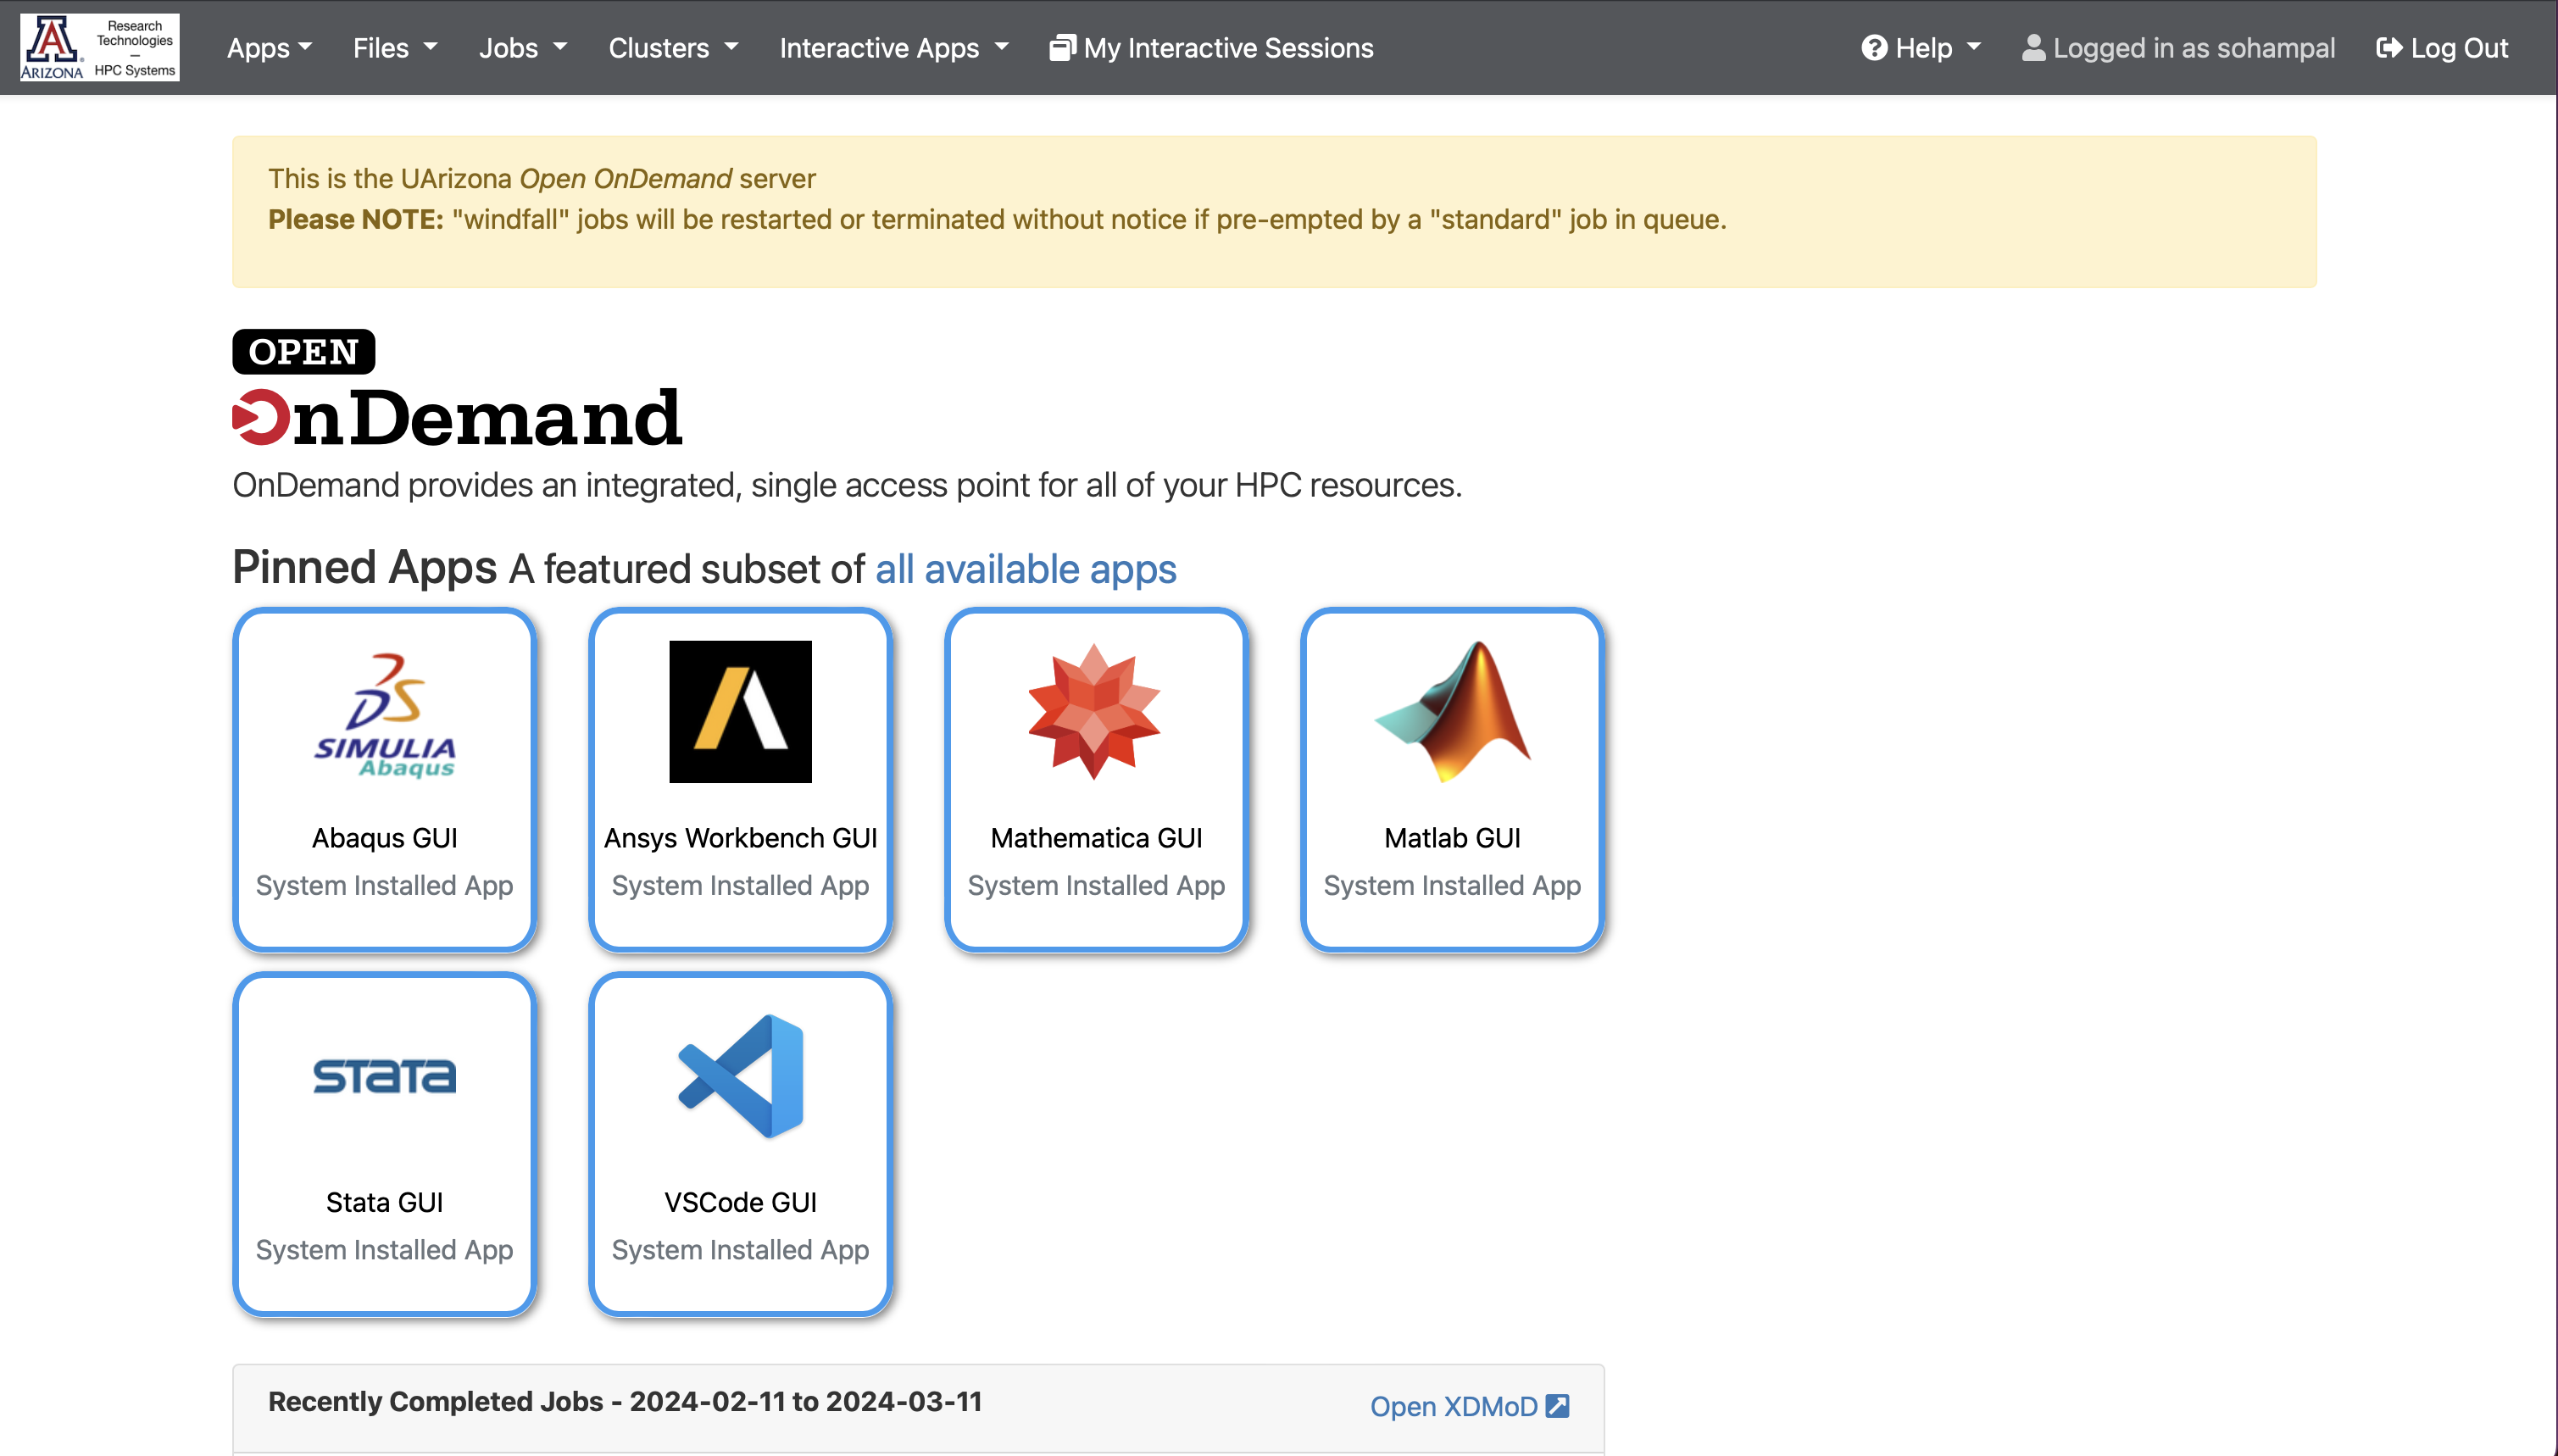 ARIZONA
Research
Technologies
—
HPC Systems
Apps
Files
Jobs
Clusters
Interactive Apps
My Interactive Sessions
Help
Logged in as sohampal
Log Out
This is the UArizona Open OnDemand server
Please NOTE: "windfall" jobs will be restarted or terminated without notice if pre-empted by a "standard" job in queue.
OPEN
OnDemand
OnDemand provides an integrated, single access point for all of your HPC resources.
Pinned Apps A featured subset of all available apps
SIMULIA
Abaqus
Abaqus GUI
System Installed App
Ansys Workbench GUI
System Installed App
Mathematica GUI
System Installed App
Matlab GUI
System Installed App
STATA
Stata GUI
System Installed App
VSCode GUI
System Installed App
Recently Completed Jobs - 2024-02-11 to 2024-03-11
Open XDMoD